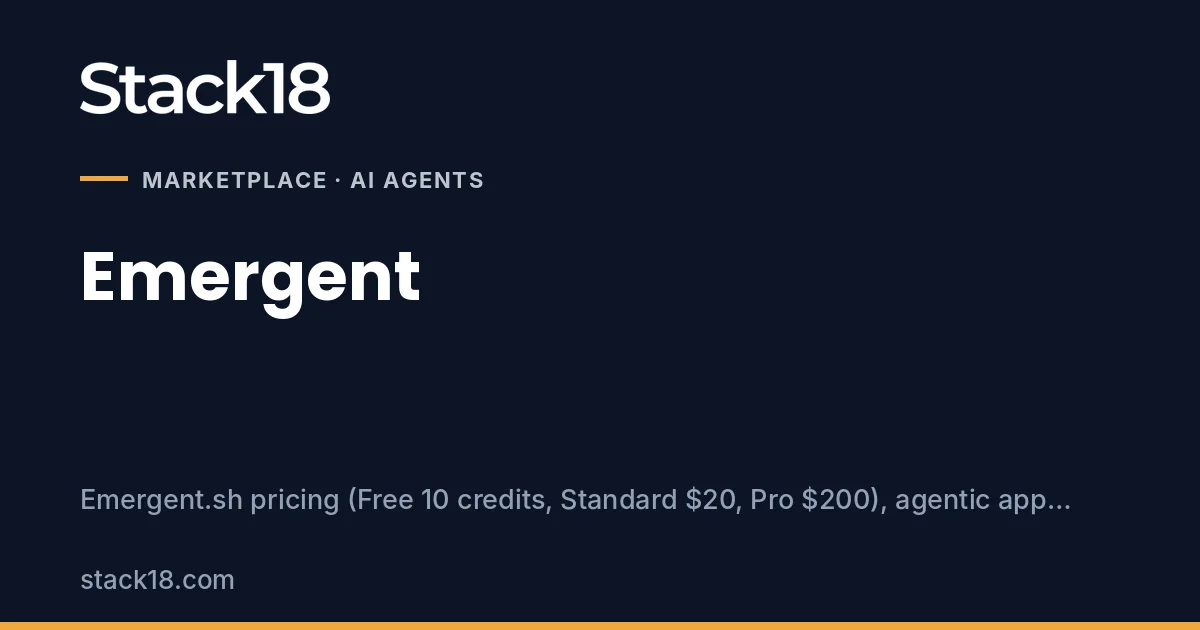 Stack18
MARKETPLACE · AI AGENTS
Emergent
Emergent.sh pricing (Free 10 credits, Standard $20, Pro $200), agentic app...
stack18.com